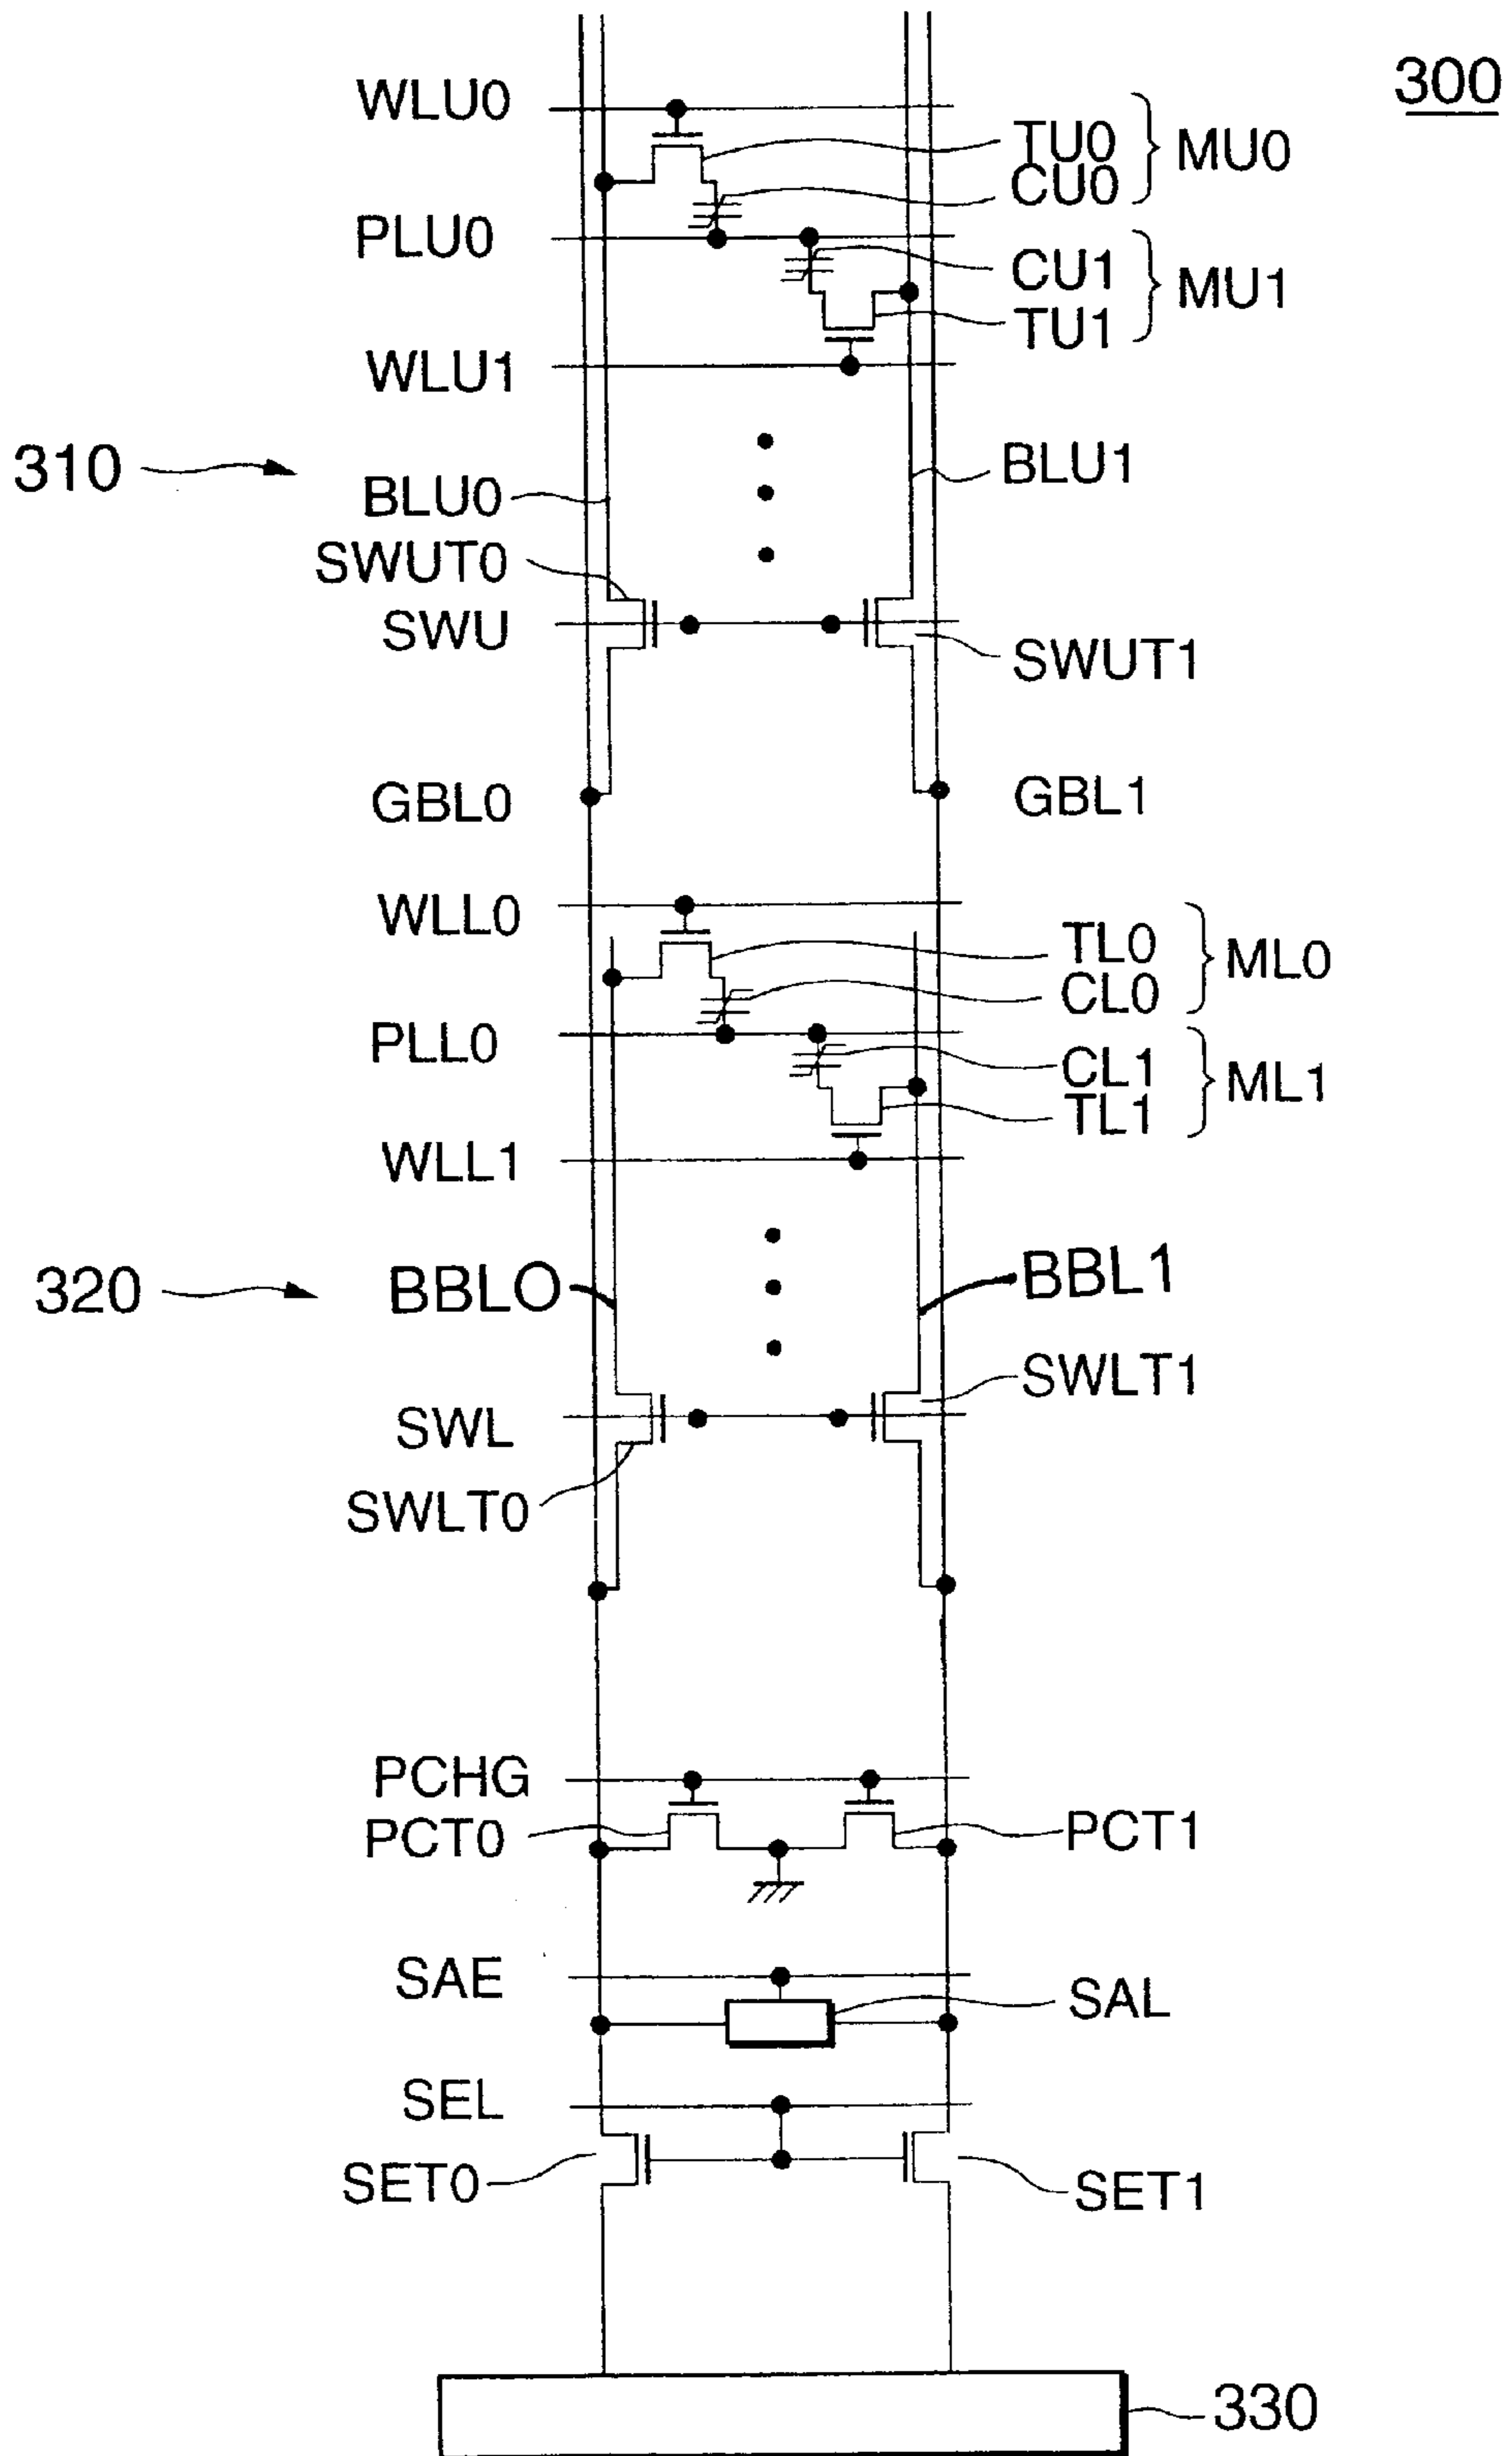 300
WLU0
TU0
CU0
MU0
PLU0
CU1
TU1
MU1
WLU1
310
BLU0
BLU1
SWUT0
SWU
SWUT1
GBL0
GBL1
WLL0
TL0
CL0
ML0
PLL0
CL1
TL1
ML1
WLL1
320
BBLO
BBL1
SWLT1
SWL
SWLT0
PCHG
PCT0
PCT1
SAE
SAL
SEL
SET0
SET1
330